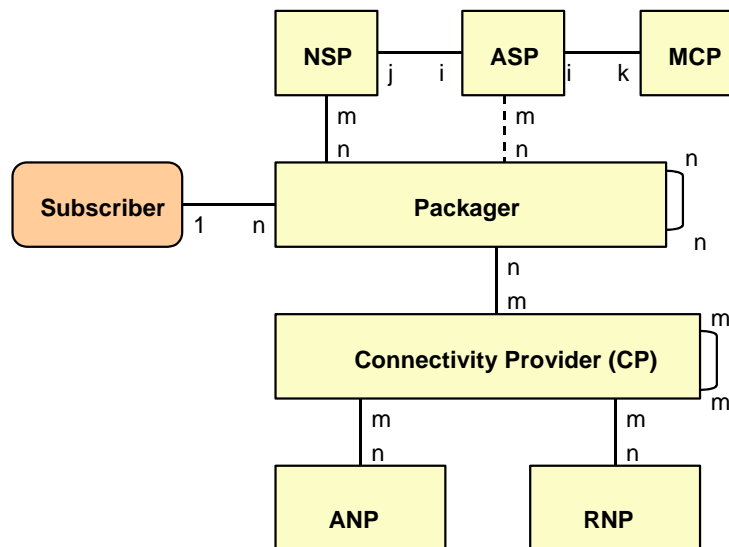 NSP
ASP
MCP
j
i
i
k
m
m
n
n
n
Subscriber
Packager
1
n
n
n
m
m
Connectivity Provider (CP)
m
m
m
n
n
ANP
RNP